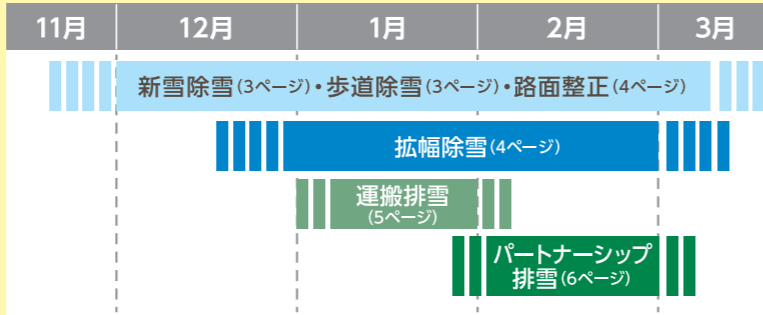 11月 12月 1月 2月 3月
新雪除雪(3ページ)・歩道除雪(3ページ)・路面整正(4ページ)
拡幅除雪(4ページ)
運搬排雪
(5ページ)
パートナーシップ
排雪(6ページ)